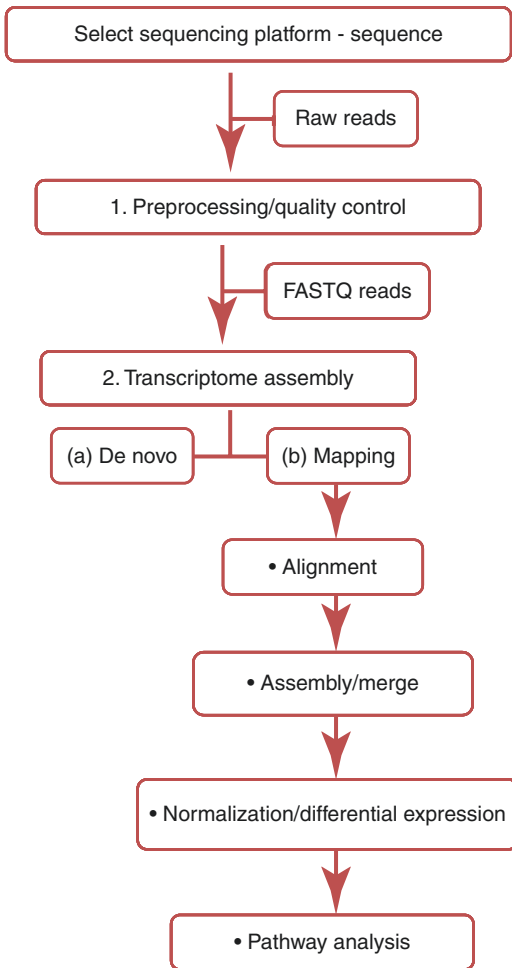 Select sequencing platform - sequence
Raw reads
1. Preprocessing/quality control
FASTQ reads
2. Transcriptome assembly
(a) De novo
(b) Mapping
• Alignment
• Assembly/merge
• Normalization/differential expression
• Pathway analysis